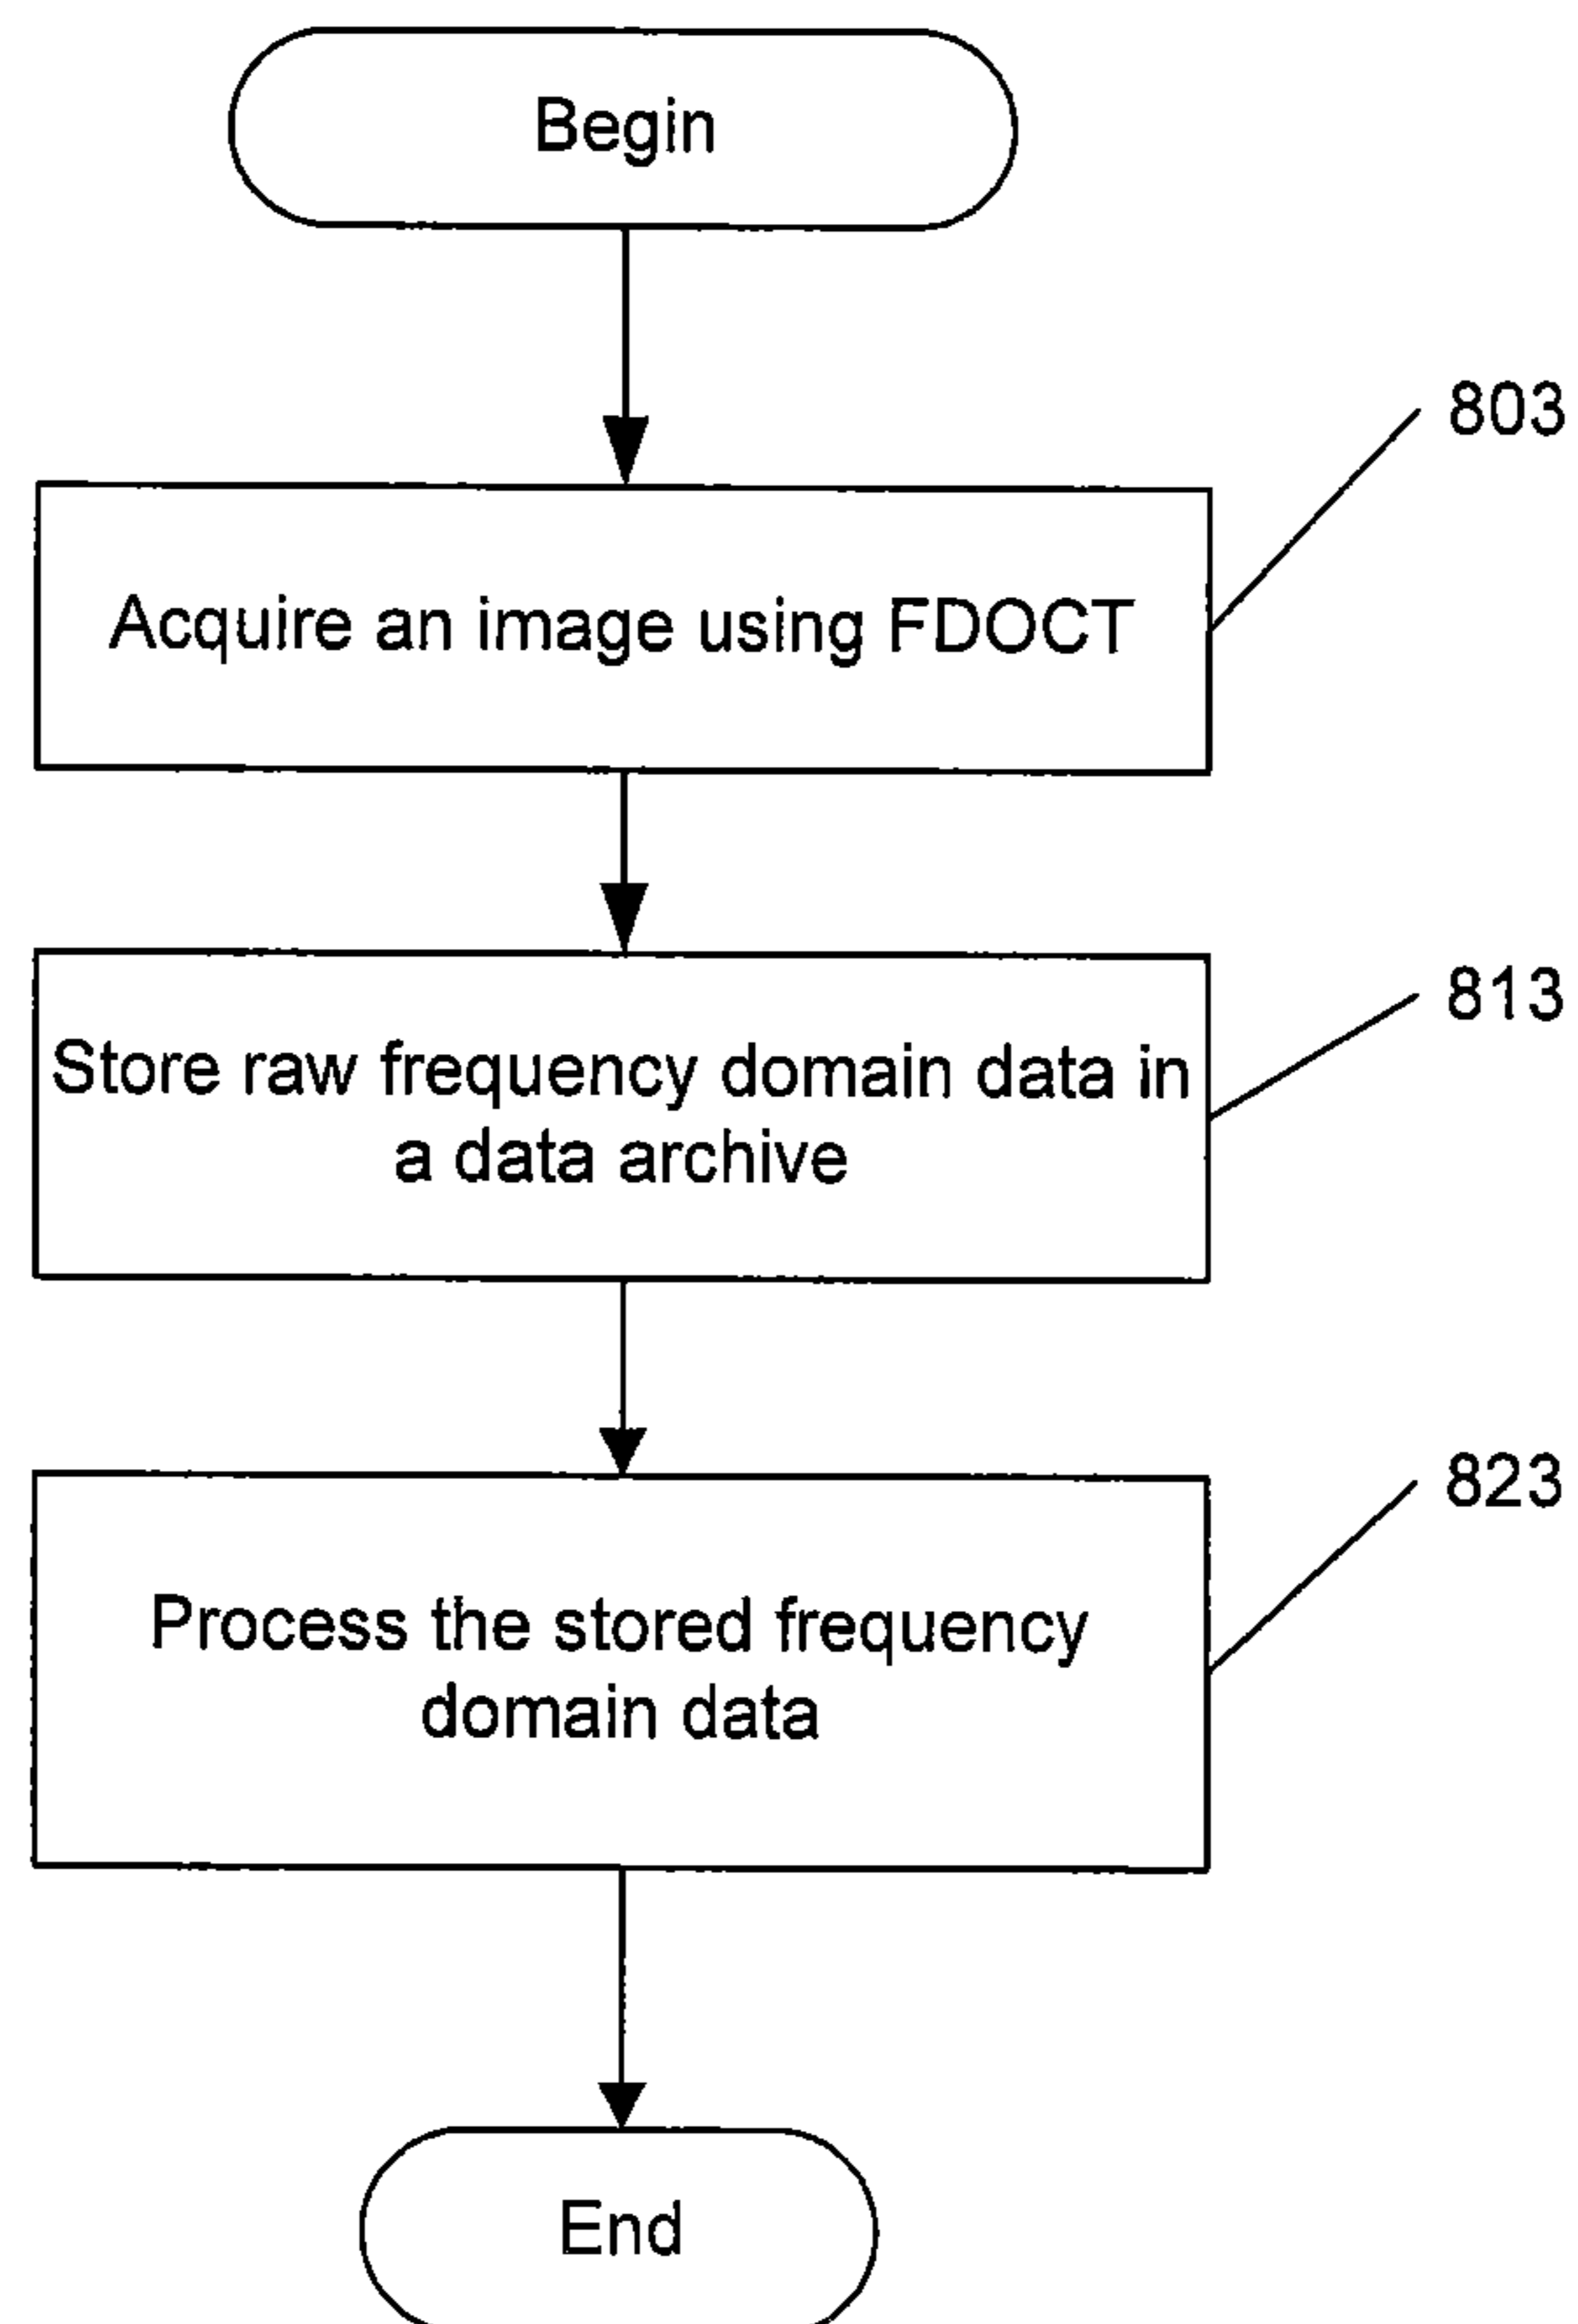 Begin
803
Acquire an image using FDOCT
813
Store raw frequency domain data in
a data archive
823
Process the stored frequency
domain data
End